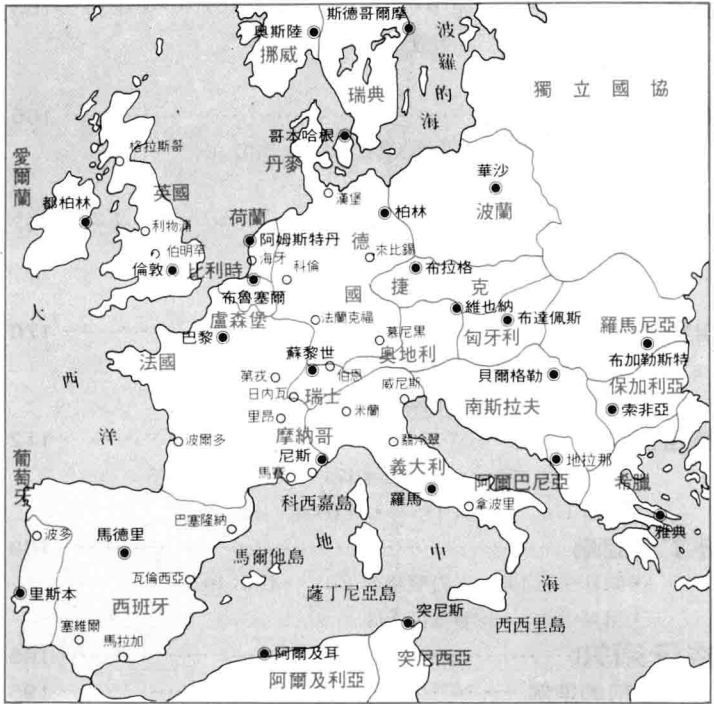 斯德哥爾摩
奧斯陸
挪威
瑞典
波羅的海
獨立國協
哥本哈根
丹麥
格拉斯哥
愛爾蘭
英國
都柏林
利物浦
伯明罕
倫敦
荷蘭
阿姆斯特丹
海牙
比利時
布魯塞爾
科倫
漢堡
柏林
德國
來比錫
華沙
波蘭
布拉格
捷克
盧森堡
法蘭克福
巴黎
法國
大西洋
慕尼黑
奧地利
維也納
布達佩斯
匈牙利
羅馬尼亞
布加勒斯特
蘇黎世
伯恩
第戎
日內瓦
瑞士
里昂
米蘭
威尼斯
貝爾格勒
南斯拉夫
保加利亞
索非亞
波爾多
摩納哥
尼斯
馬賽
翡冷翠
義大利
羅馬
拿波里
阿爾巴尼亞
地拉那
希臘
雅典
葡萄牙
波多
里斯本
馬德里
巴塞隆納
瓦倫西亞
西班牙
塞維爾
馬拉加
科西嘉島
馬爾他島
薩丁尼亞島
地中海
西西里島
突尼斯
突尼西亞
阿爾及耳
阿爾及利亞